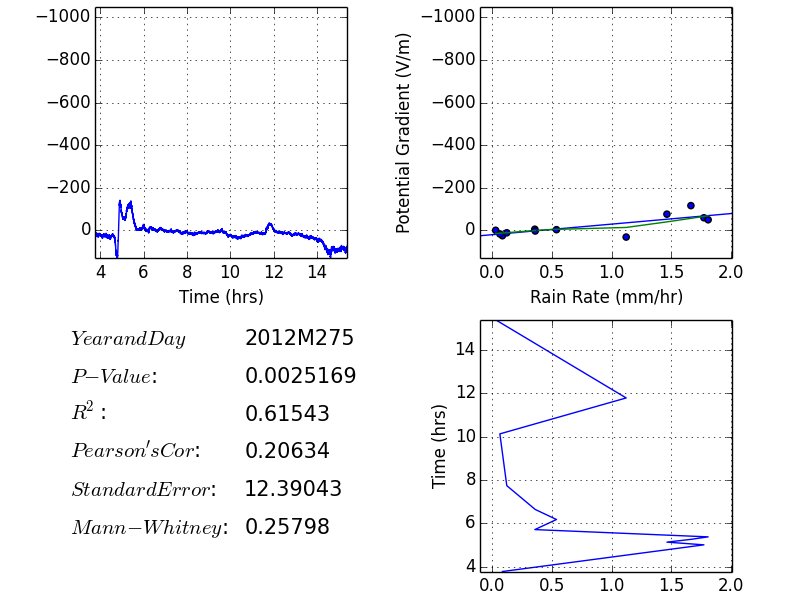 −1000
−800
−600
−400
−200
0
4 6 8 10 12 14
Time (hrs)
Potential Gradient (V/m)
−1000
−800
−600
−400
−200
0
0.0 0.5 1.0 1.5 2.0
Rain Rate (mm/hr)
YearandDay 2012M275
P−Value: 0.0025169
R²: 0.61543
Pearson'sCor: 0.20634
StandardError: 12.39043
Mann−Whitney: 0.25798
Time (hrs)
14
12
10
8
6
4
0.0 0.5 1.0 1.5 2.0